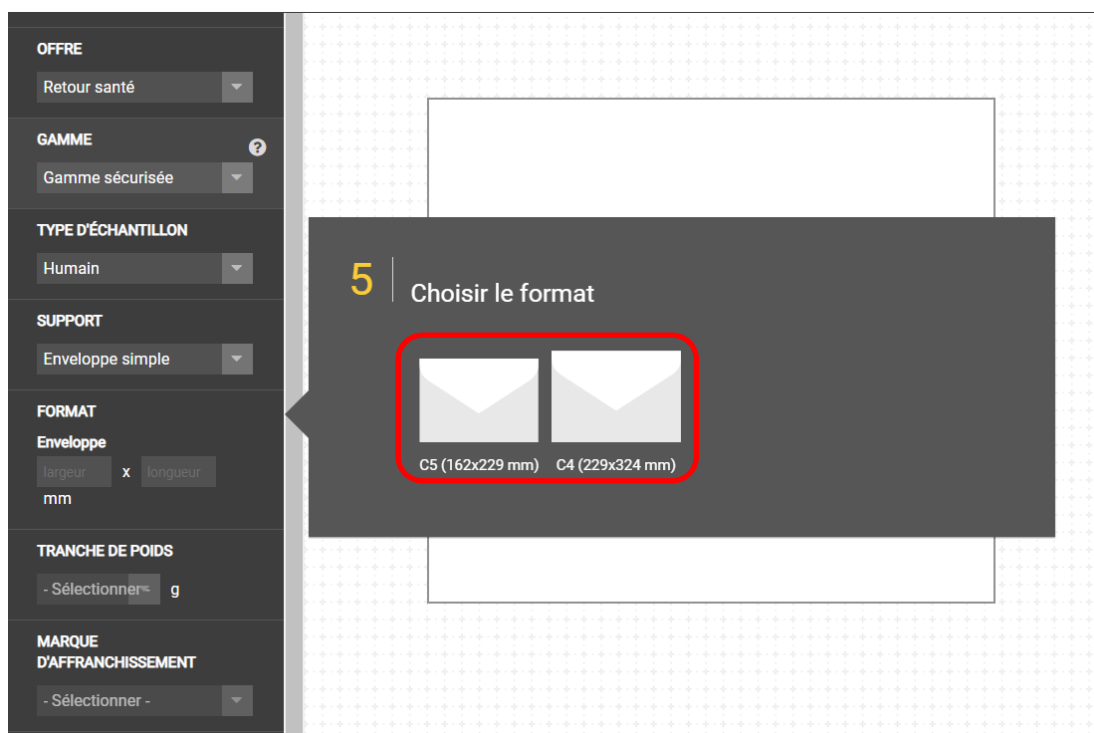 OFFRE
Retour santé
GAMME
?
Gamme sécurisée
TYPE D'ÉCHANTILLON
Humain
SUPPORT
Enveloppe simple
FORMAT
Enveloppe
largeur x longueur
mm
TRANCHE DE POIDS
- Sélectionner - g
MARQUE
D'AFFRANCHISSEMENT
- Sélectionner -
5 Choisir le format
C5 (162x229 mm) C4 (229x324 mm)